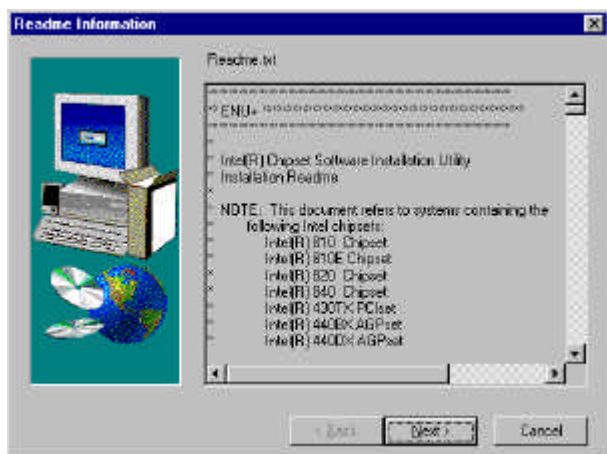 Readme Information
Readme.txt
* ENU*
Intel(R) Chipset Software Installation Utility
Installation Readme
NOTE: This document refers to systems containing the
following Intel chipsets:
Intel(R) 810 Chipset
Intel(R) 810E Chipset
Intel(R) 820 Chipset
Intel(R) 840 Chipset
Intel(R) 430TX PCIset
Intel(R) 440BX AGPset
Intel(R) AGPset
< Back
Next >
Cancel